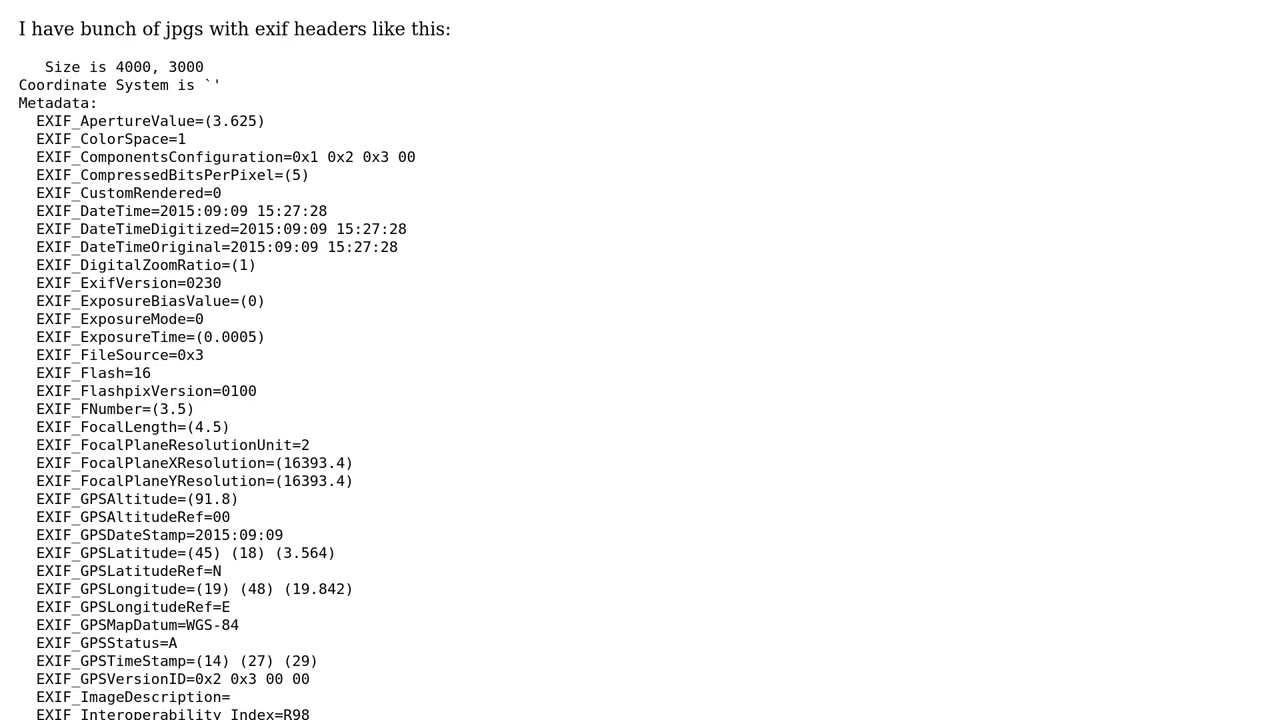 I have bunch of jpgs with exif headers like this:
Size is 4000, 3000
Coordinate System is `'
Metadata:
EXIF_ApertureValue=(3.625)
EXIF_ColorSpace=1
EXIF_ComponentsConfiguration=0x1 0x2 0x3 00
EXIF_CompressedBitsPerPixel=(5)
EXIF_CustomRendered=0
EXIF_DateTime=2015:09:09 15:27:28
EXIF_DateTimeDigitized=2015:09:09 15:27:28
EXIF_DateTimeOriginal=2015:09:09 15:27:28
EXIF_DigitalZoomRatio=(1)
EXIF_ExifVersion=0230
EXIF_ExposureBiasValue=(0)
EXIF_ExposureMode=0
EXIF_ExposureTime=(0.0005)
EXIF_FileSource=0x3
EXIF_Flash=16
EXIF_FlashpixVersion=0100
EXIF_FNumber=(3.5)
EXIF_FocalLength=(4.5)
EXIF_FocalPlaneResolutionUnit=2
EXIF_FocalPlaneXResolution=(16393.4)
EXIF_FocalPlaneYResolution=(16393.4)
EXIF_GPSAltitude=(91.8)
EXIF_GPSAltitudeRef=00
EXIF_GPSDateStamp=2015:09:09
EXIF_GPSLatitude=(45) (18) (3.564)
EXIF_GPSLatitudeRef=N
EXIF_GPSLongitude=(19) (48) (19.842)
EXIF_GPSLongitudeRef=E
EXIF_GPSMapDatum=WGS-84
EXIF_GPSStatus=A
EXIF_GPSTimeStamp=(14) (27) (29)
EXIF_GPSVersionID=0x2 0x3 00 00
EXIF_ImageDescription=
EXIF_Interoperability_Index=R98